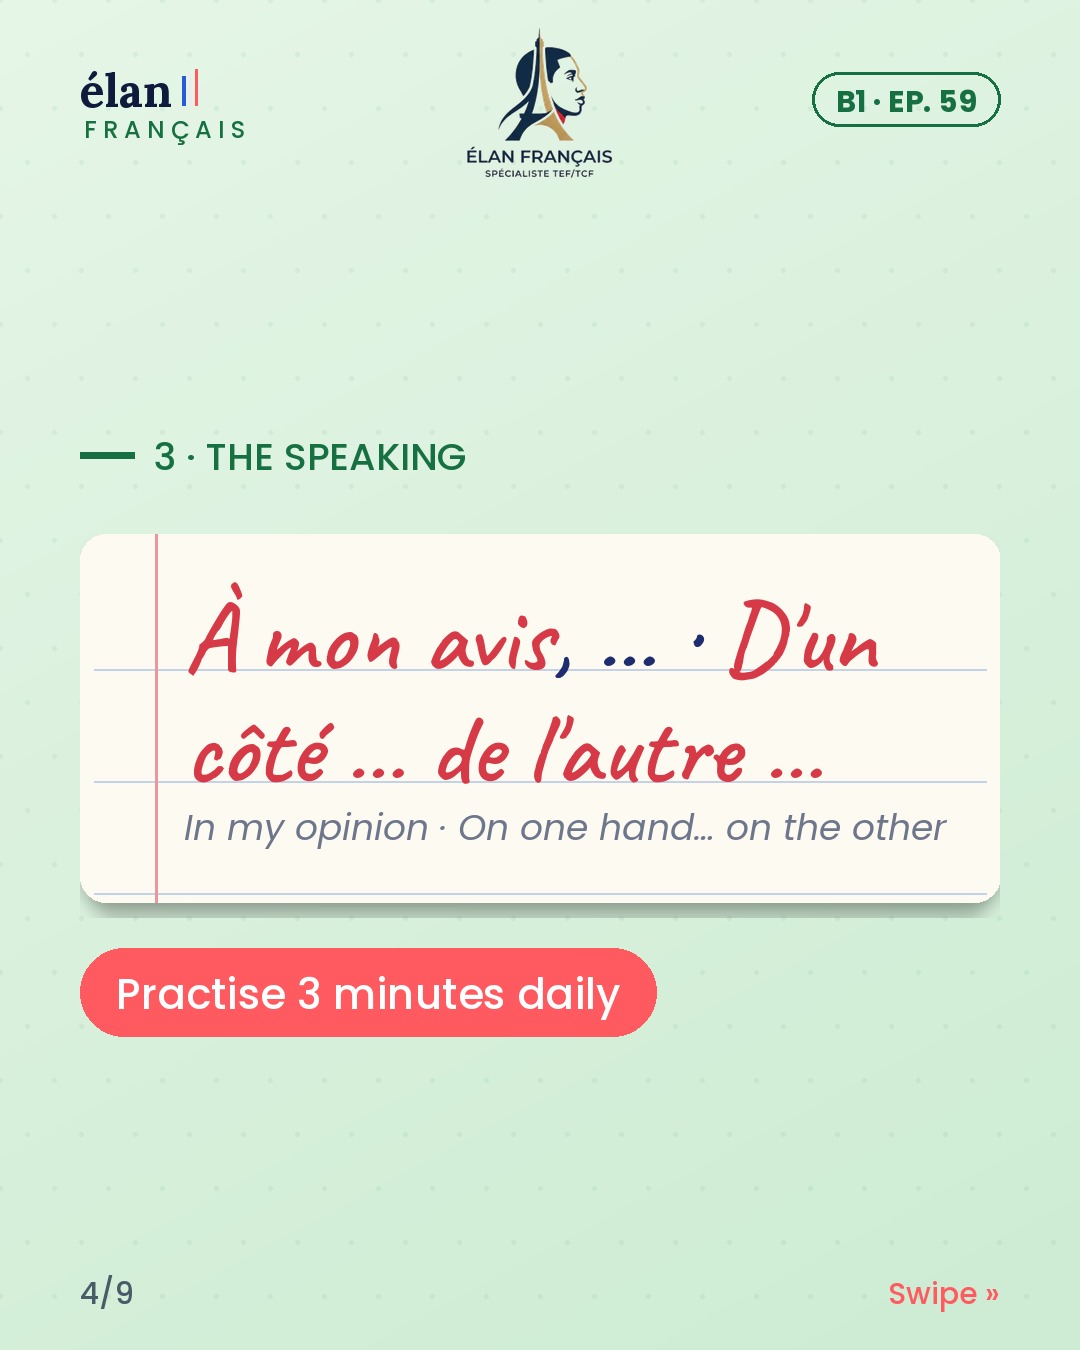 élan
FRANÇAIS
ÉLAN FRANÇAIS
SPÉCIALISTE TEF/TCF
B1 · EP. 59
3 · THE SPEAKING
À mon avis, ... · D'un
côté ... de l'autre ...
In my opinion · On one hand... on the other
Practise 3 minutes daily
4/9
Swipe »